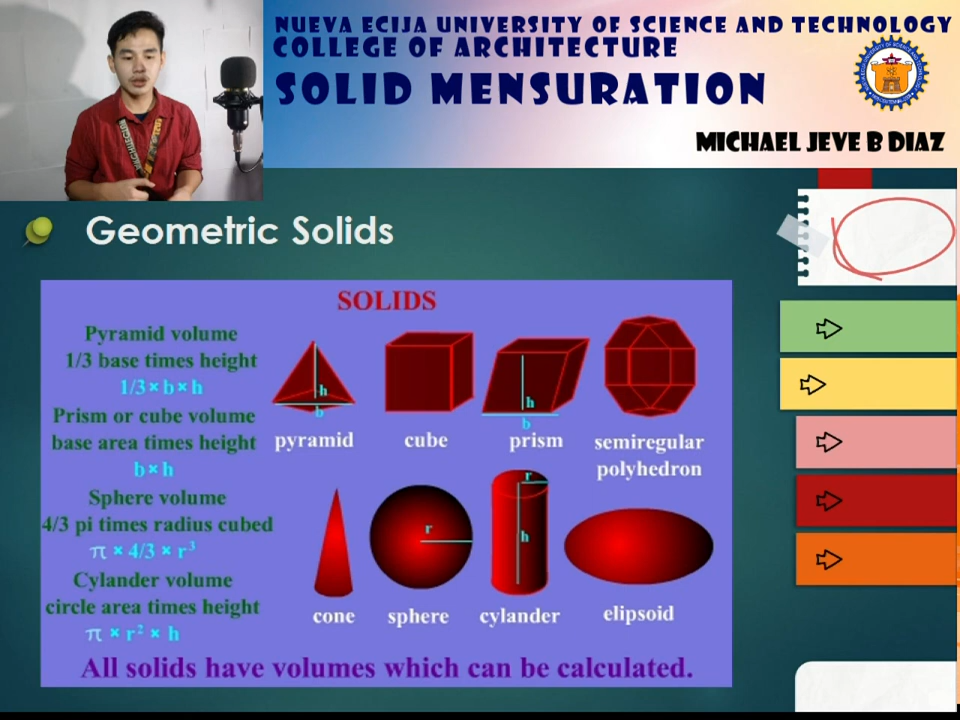 NUEVA ECIJA UNIVERSITY OF SCIENCE AND TECHNOLOGY
COLLEGE OF ARCHITECTURE
SOLID MENSURATION
MICHAEL JEVE B DIAZ
Geometric Solids
SOLIDS
Pyramid volume
1/3 base times height
1/3×b×h
Prism or cube volume
base area times height
b×h
Sphere volume
4/3 pi times radius cubed
π × 4/3 × r³
Cylander volume
circle area times height
π × r² × h
h
b
pyramid
cube
h
b
prism
semiregular
polyhedron
cone
r
sphere
r
h
cylander
elipsoid
All solids have volumes which can be calculated.